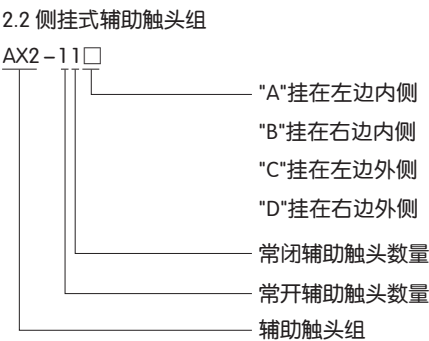 2.2 侧挂式辅助触头组
AX2-11□
"A"挂在左边内侧
"B"挂在右边内侧
"C"挂在左边外侧
"D"挂在右边外侧
常闭辅助触头数量
常开辅助触头数量
辅助触头组